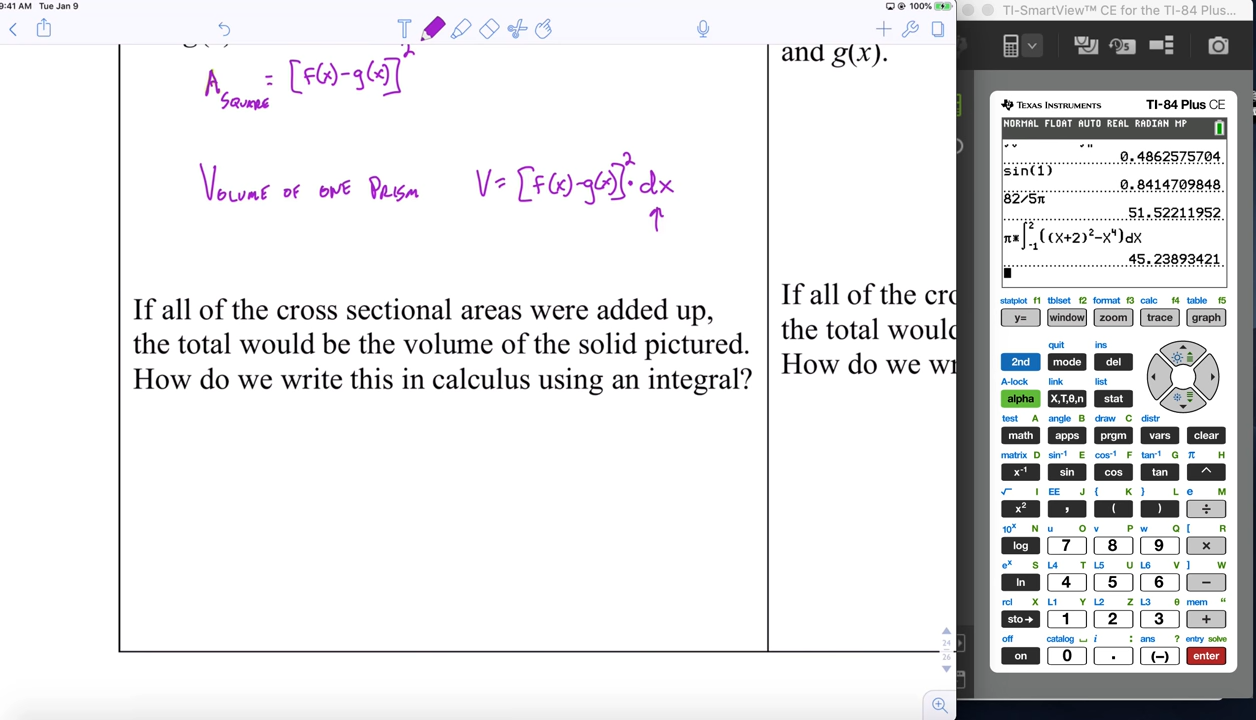 9:41 AM Tue Jan 9
100%
A SQUARE = [f(x)-g(x)]²
VOLUME OF ONE PRISM V= [f(x)-g(x)]²· dx
If all of the cross sectional areas were added up,
the total would be the volume of the solid pictured.
How do we write this in calculus using an integral?
and g(x).
If all of the cro
the total would
How do we wr
24
26
TI-SmartView™ CE for the TI-84 Plus...
TEXAS INSTRUMENTS TI-84 Plus CE
NORMAL FLOAT AUTO REAL RADIAN MP
0.4862575704
sin(1)
0.8414709848
82/5π
51.52211952
π*∫₋₁²((X+2)²-X⁴)dX
45.23893421
statplot f1 tblset f2 format f3 calc f4 table f5
y= window zoom trace graph
quit ins
2nd mode del
A-lock link list
alpha X,T,θ,n stat
test A angle B draw C distr
math apps prgm vars clear
matrix D sin⁻¹ E cos⁻¹ F tan⁻¹ G π H
x⁻¹ sin cos tan ^
√ I EE J { K } L e M
x² , ( ) ÷
10ˣ N u O v P w Q [ R
log 7 8 9 ×
eˣ S L4 T L5 U L6 V ] W
ln 4 5 6 −
rcl X L1 Y L2 Z L3 θ mem "
sto→ 1 2 3 +
off catalog ⎵ i : ans ? entry solve
on 0 . (−) enter